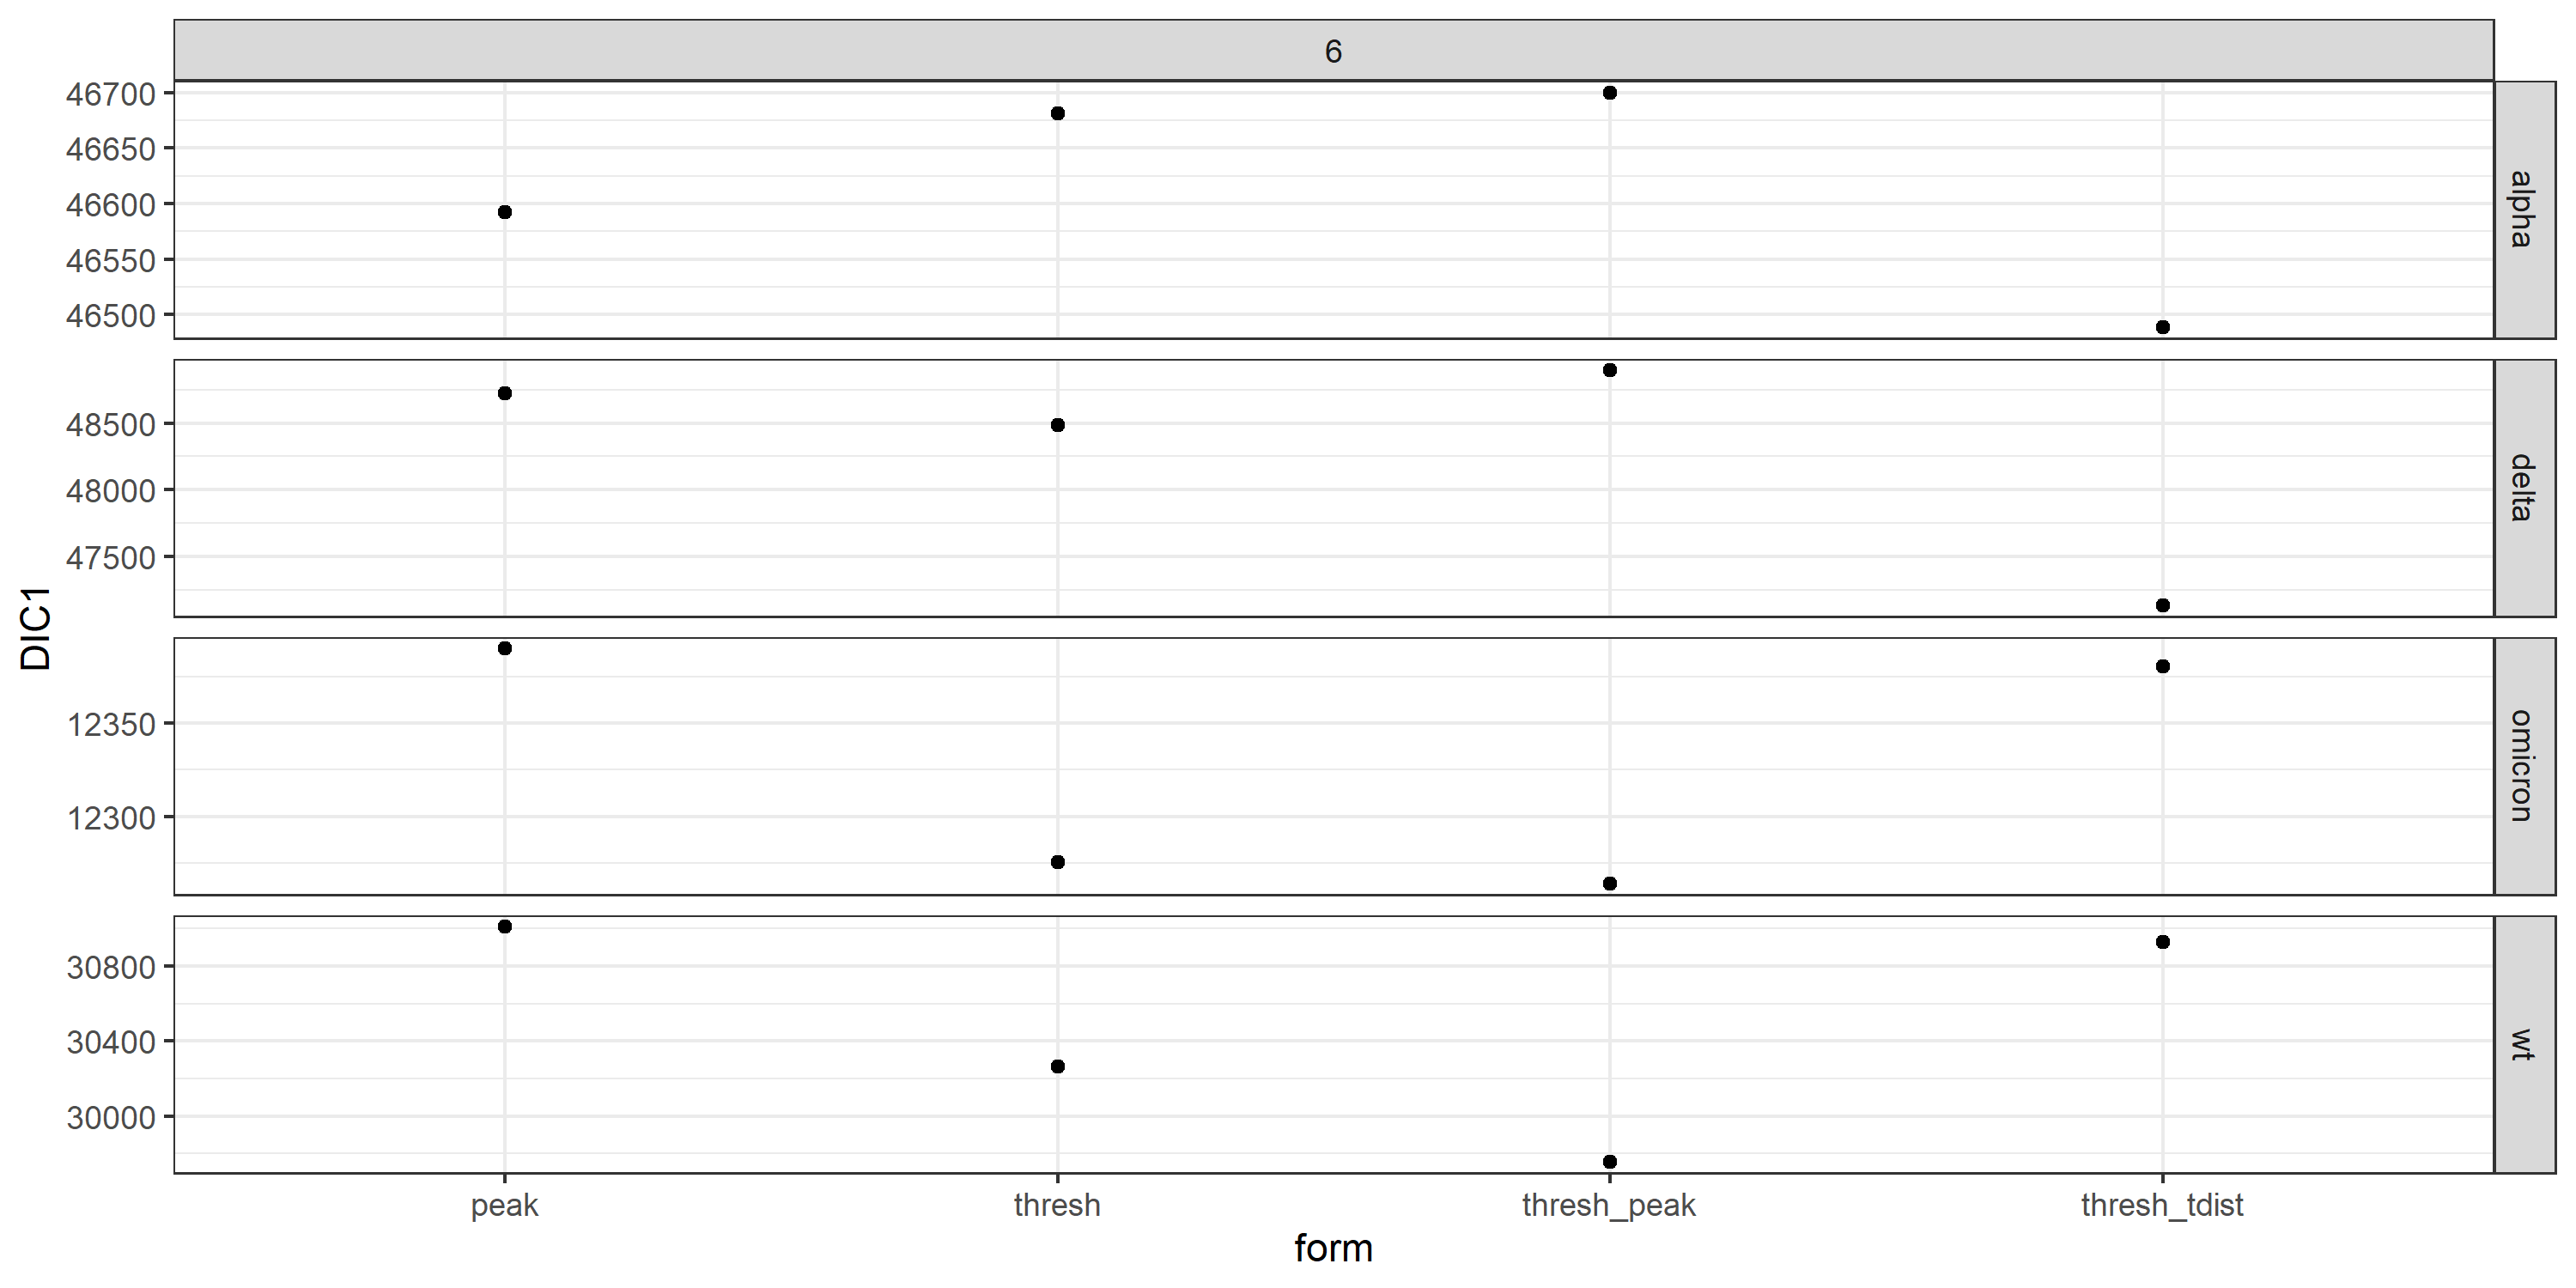 6
46700
46650
46600
46550
46500
alpha
48500
48000
47500
delta
DIC1
12350
12300
omicron
30800
30400
30000
wt
peak thresh thresh_peak thresh_tdist
form